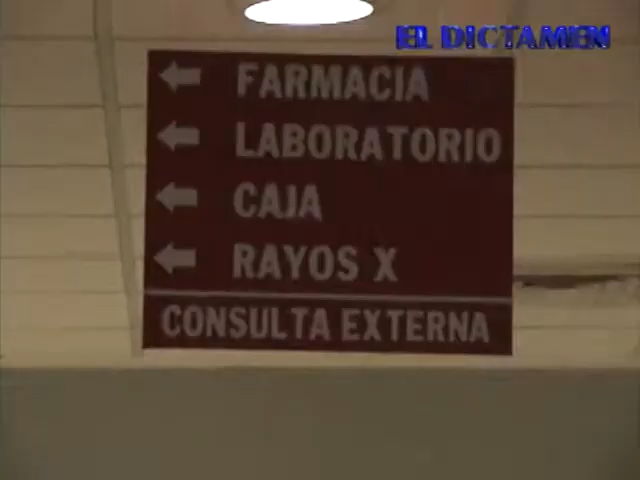 EL DICTAMEN
FARMACIA
LABORATORIO
CAJA
RAYOS X
CONSULTA EXTERNA